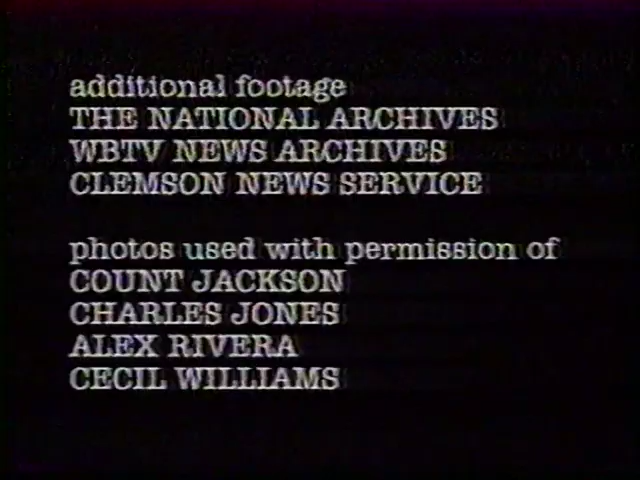 additional footage
THE NATIONAL ARCHIVES
WBTV NEWS ARCHIVES
CLEMSON NEWS SERVICE
photos used with permission of
COUNT JACKSON
CHARLES JONES
ALEX RIVERA
CECIL WILLIAMS